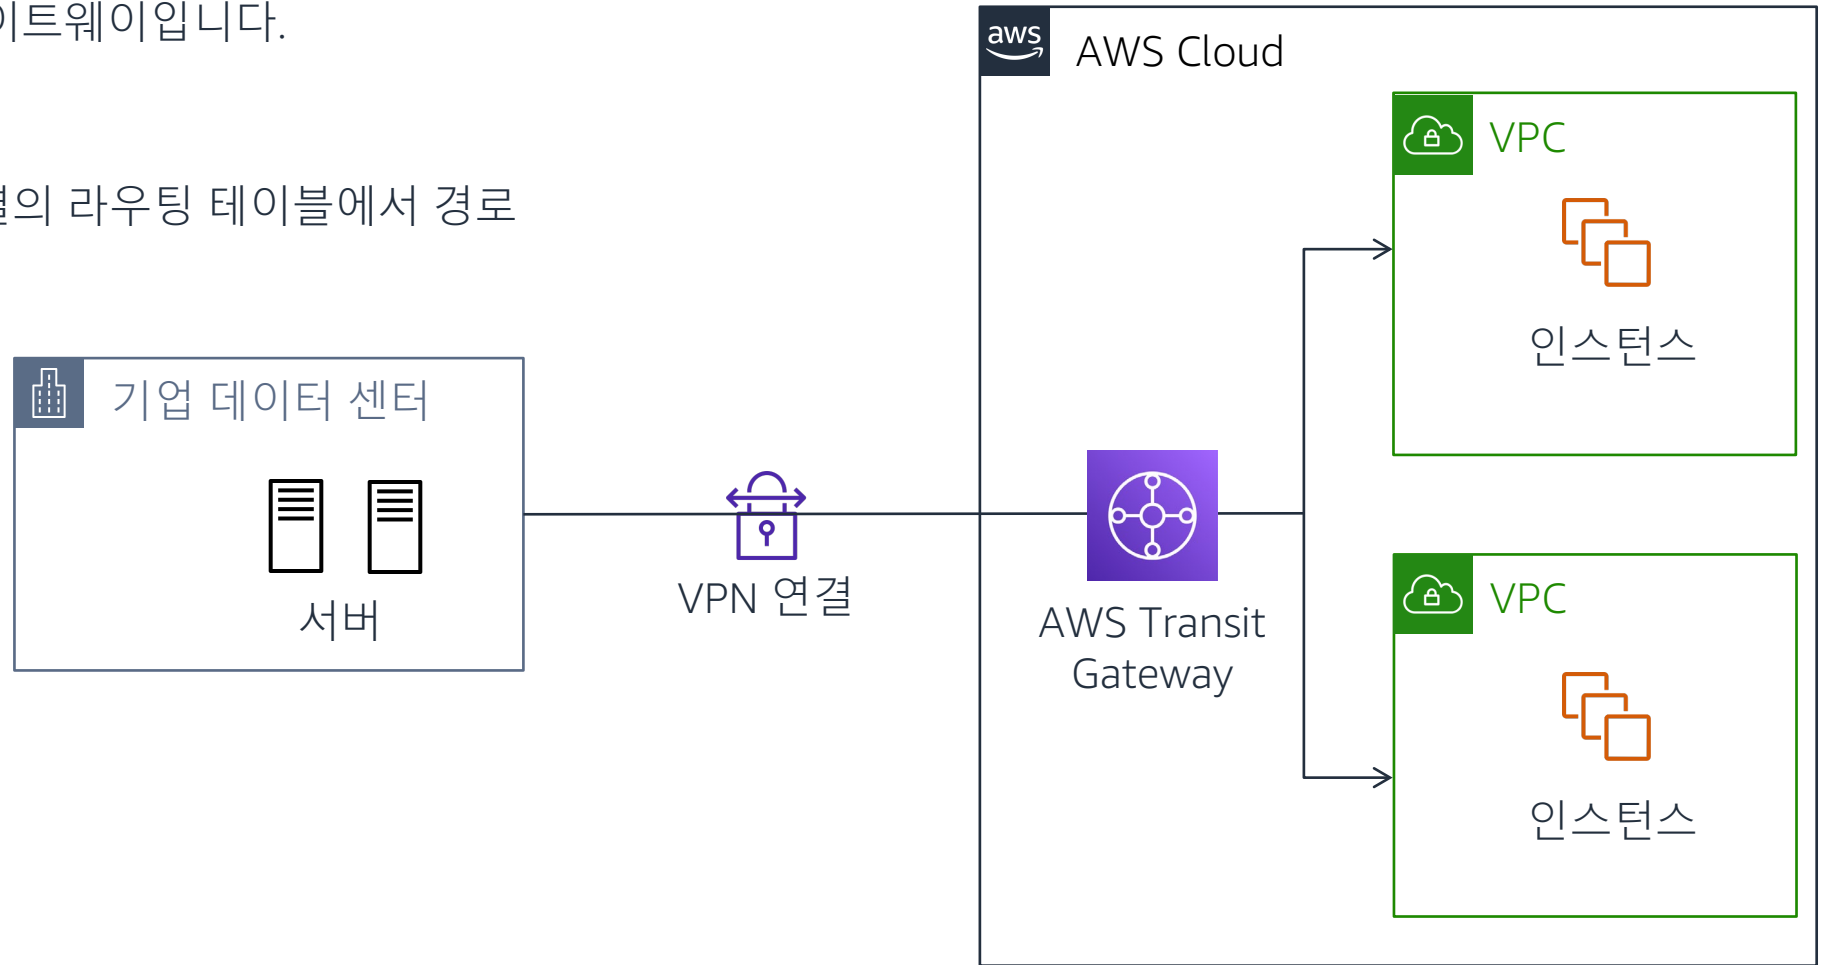 이트웨이입니다.
의 라우팅 테이블에서 경로
aws
AWS Cloud
VPC
인스턴스
기업 데이터 센터
서버
VPN 연결
AWS Transit
Gateway
VPC
인스턴스